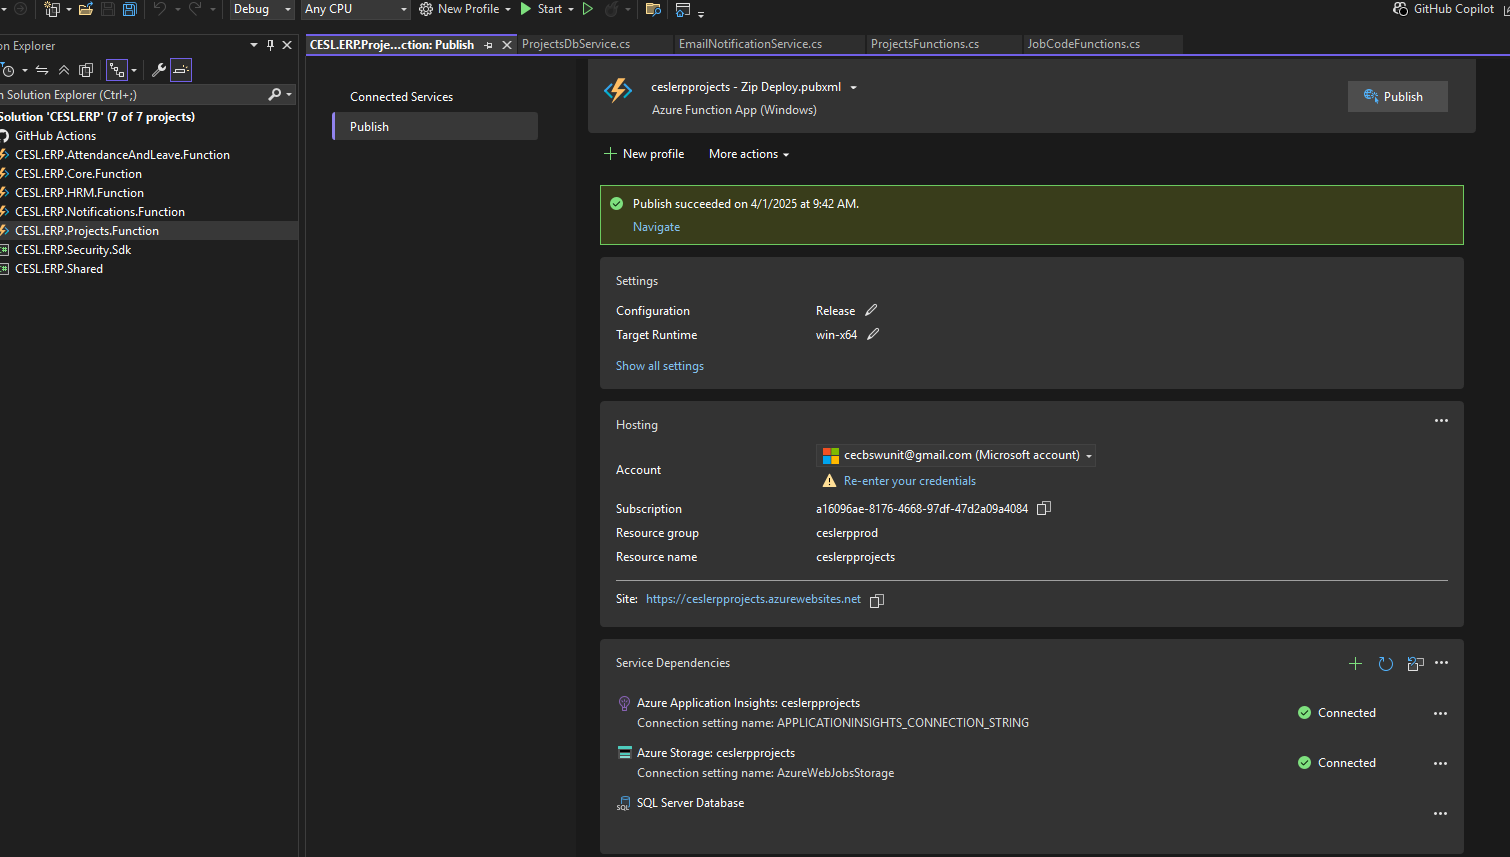 Debug
Any CPU
New Profile
Start
GitHub Copilot
on Explorer
CESL.ERP.Proje...ction: Publish
ProjectsDbService.cs
EmailNotificationService.cs
ProjectsFunctions.cs
JobCodeFunctions.cs
h Solution Explorer (Ctrl+;)
Solution 'CESL.ERP' (7 of 7 projects)
GitHub Actions
CESL.ERP.AttendanceAndLeave.Function
CESL.ERP.Core.Function
CESL.ERP.HRM.Function
CESL.ERP.Notifications.Function
CESL.ERP.Projects.Function
CESL.ERP.Security.Sdk
CESL.ERP.Shared
Connected Services
Publish
ceslerpprojects - Zip Deploy.pubxml
Azure Function App (Windows)
Publish
New profile
More actions
Publish succeeded on 4/1/2025 at 9:42 AM.
Navigate
Settings
Configuration Release
Target Runtime win-x64
Show all settings
Hosting
Account cecbswunit@gmail.com (Microsoft account)
Re-enter your credentials
Subscription a16096ae-8176-4668-97df-47d2a09a4084
Resource group ceslerpprod
Resource name ceslerpprojects
Site: https://ceslerpprojects.azurewebsites.net
Service Dependencies
Azure Application Insights: ceslerpprojects
Connection setting name: APPLICATIONINSIGHTS_CONNECTION_STRING
Connected
Azure Storage: ceslerpprojects
Connection setting name: AzureWebJobsStorage
Connected
SQL SQL Server Database